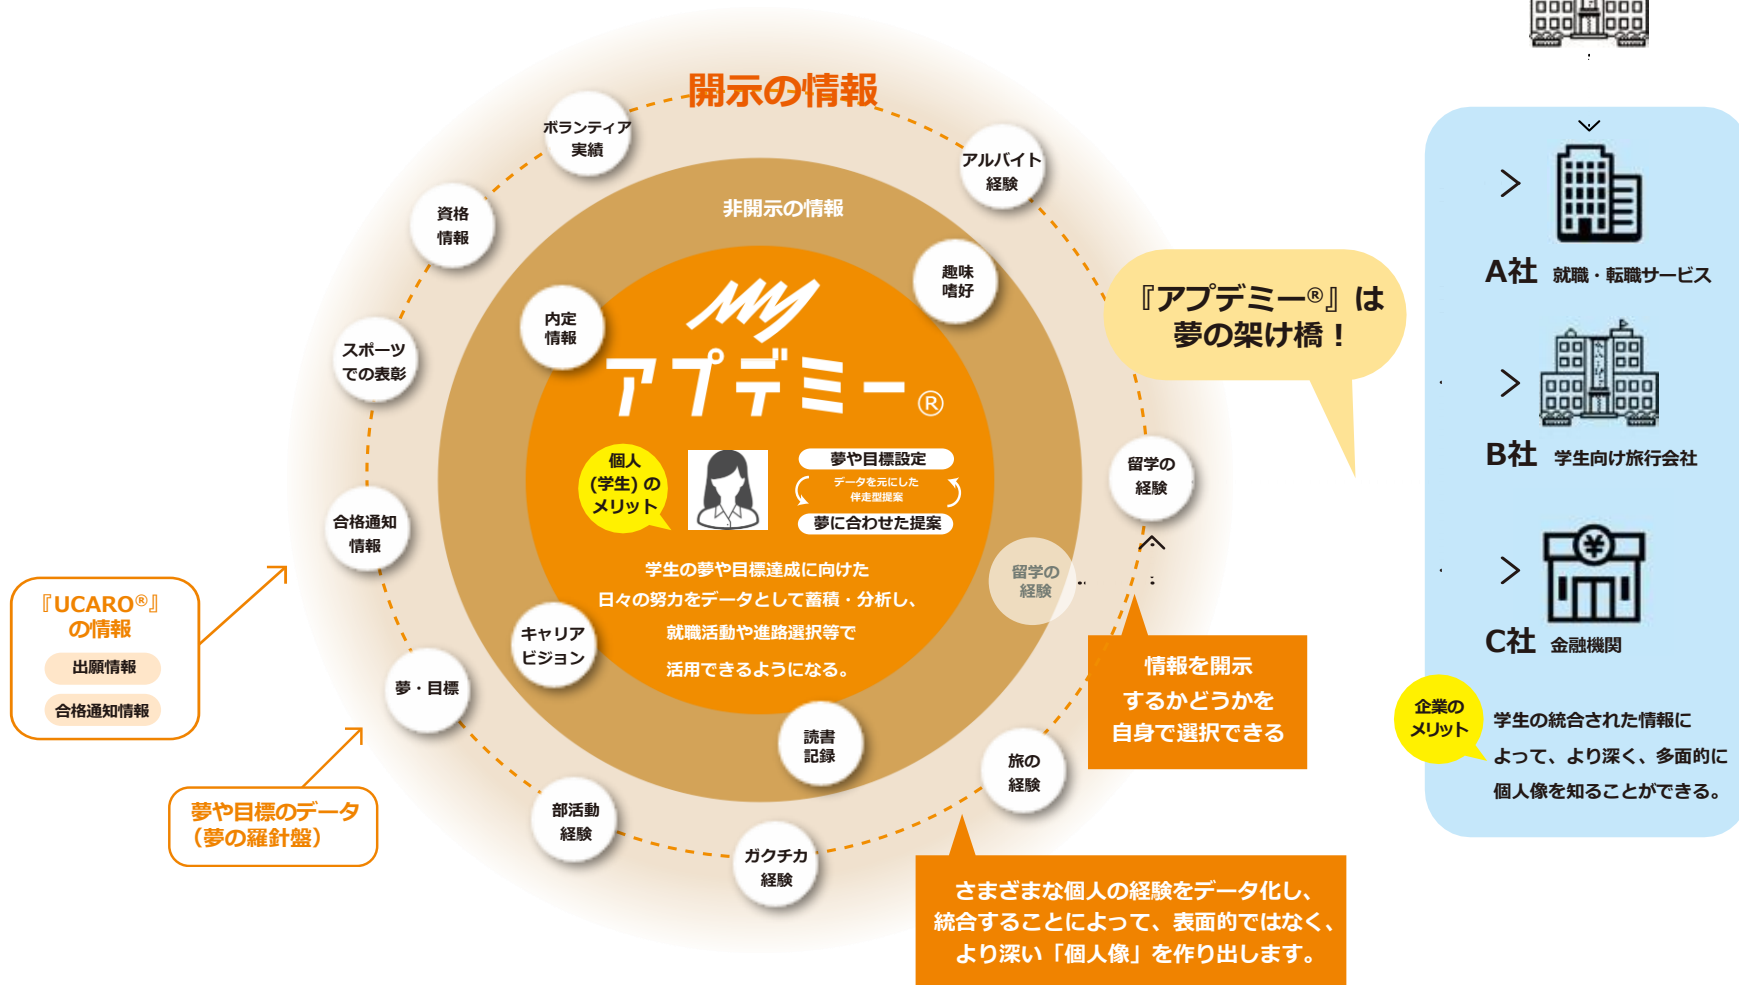 開示の情報
ボランティア
実績
アルバイト
経験
資格
情報
非開示の情報
趣味
嗜好
内定
情報
スポーツ
での表彰
my
アプデミー®
個人
(学生) の
メリット
夢や目標設定
データを元にした
伴走型提案
夢に合わせた提案
学生の夢や目標達成に向けた
日々の努力をデータとして蓄積・分析し、
就職活動や進路選択等で
活用できるようになる。
留学の
経験
留学の
経験
合格通知
情報
キャリア
ビジョン
夢・目標
読書
記録
旅の
経験
部活動
経験
ガクチカ
経験
『UCARO®』
の情報
出願情報
合格通知情報
夢や目標のデータ
（夢の羅針盤）
『アプデミー®』は
夢の架け橋！
情報を開示
するかどうかを
自身で選択できる
さまざまな個人の経験をデータ化し、
統合することによって、表面的ではなく、
より深い「個人像」を作り出します。
A社 就職・転職サービス
B社 学生向け旅行会社
C社 金融機関
企業の
メリット
学生の統合された情報に
よって、より深く、多面的に
個人像を知ることができる。